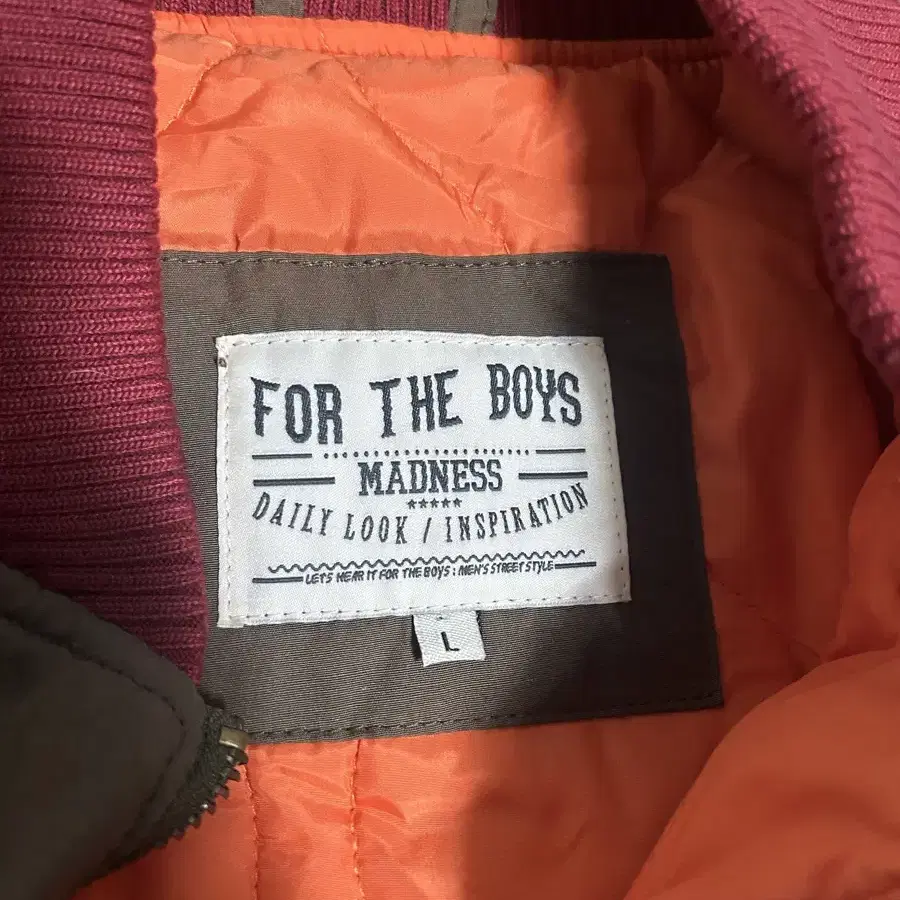 FOR THE BOYS
MADNESS
*****
DAILY LOOK / INSPIRATION
LET'S HEAR IT FOR THE BOYS : MEN'S STREET STYLE
L